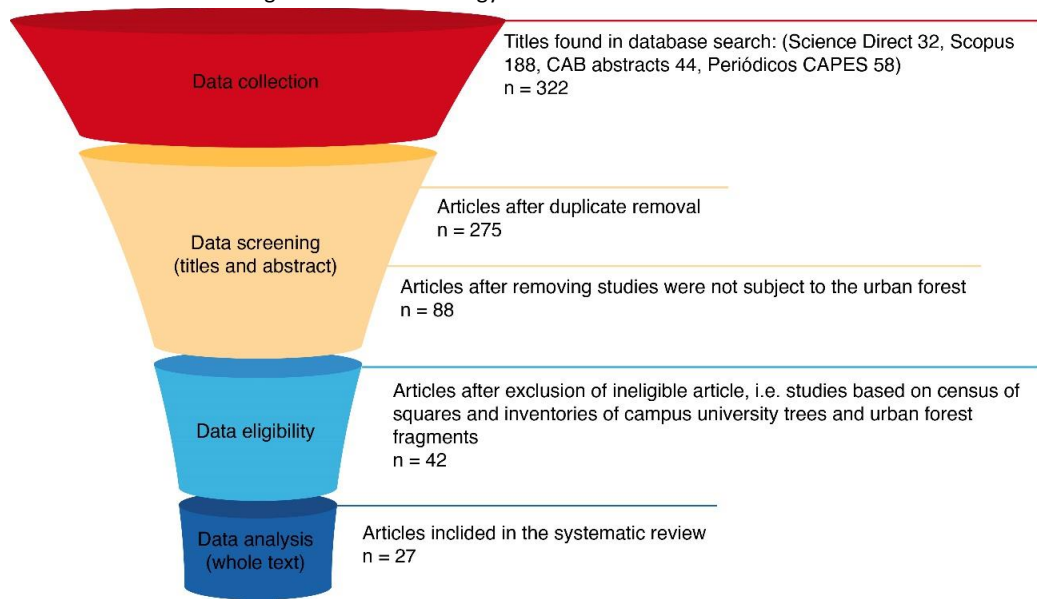 Data collection
Titles found in database search: (Science Direct 32, Scopus
188, CAB abstracts 44, Periódicos CAPES 58)
n = 322
Data screening
(titles and abstract)
Articles after duplicate removal
n = 275
Articles after removing studies were not subject to the urban forest
n = 88
Data eligibility
Articles after exclusion of ineligible article, i.e. studies based on census of
squares and inventories of campus university trees and urban forest
fragments
n = 42
Data analysis
(whole text)
Articles inclided in the systematic review
n = 27